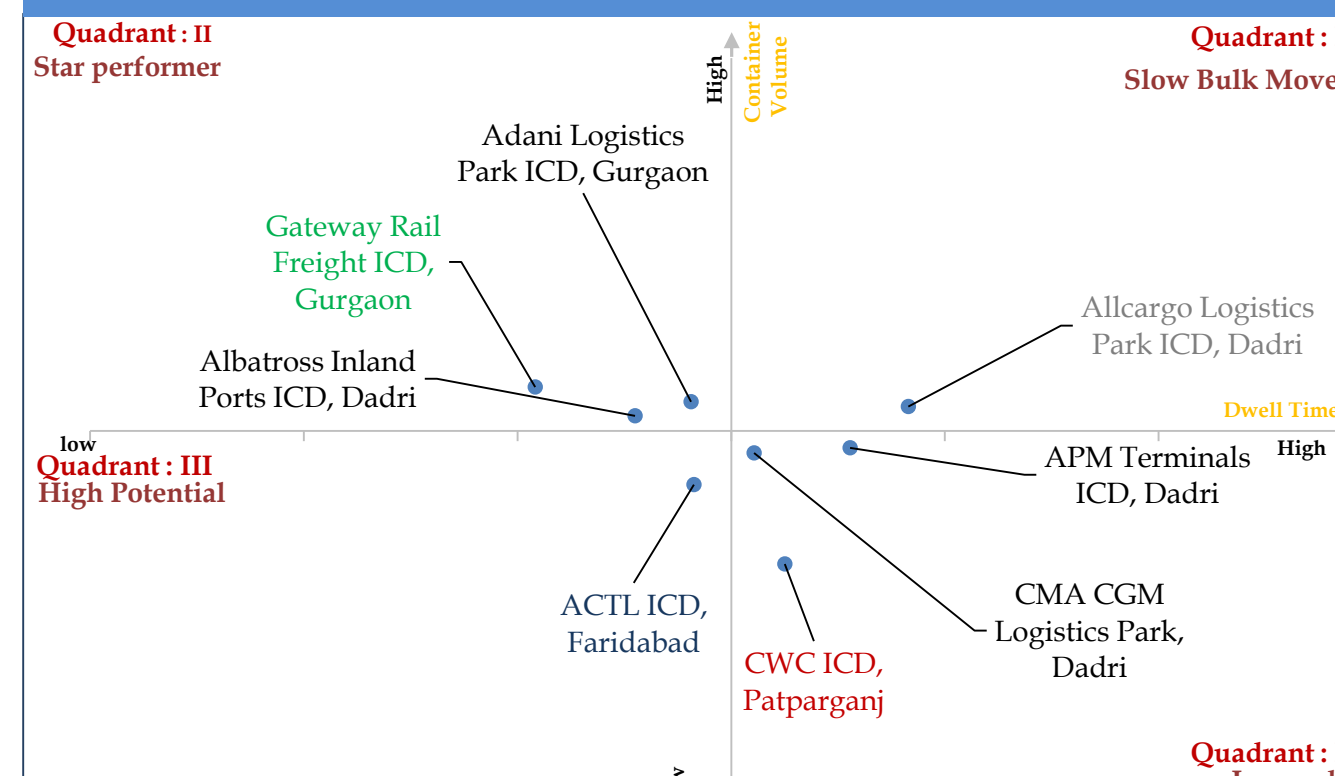 Quadrant : II
Star performer
Quadrant :
Slow Bulk Move
High
Container
Volume
Adani Logistics
Park ICD, Gurgaon
Gateway Rail
Freight ICD,
Gurgaon
Albatross Inland
Ports ICD, Dadri
Allcargo Logistics
Park ICD, Dadri
Dwell Time
low
High
Quadrant : III
High Potential
APM Terminals
ICD, Dadri
ACTL ICD,
Faridabad
CMA CGM
Logistics Park,
Dadri
CWC ICD,
Patparganj
Quadrant :